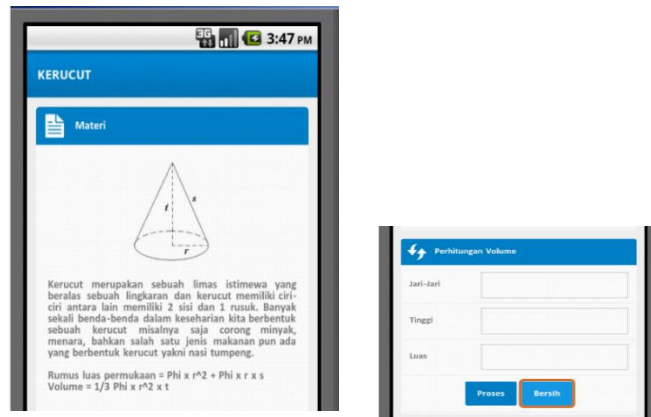 3G
3:47 PM
KERUCUT
Materi
t
s
r
Kerucut merupakan sebuah limas istimewa yang
beralas sebuah lingkaran dan kerucut memiliki ciri-
ciri antara lain memiliki 2 sisi dan 1 rusuk. Banyak
sekali benda-benda dalam keseharian kita berbentuk
sebuah kerucut misalnya saja corong minyak,
menara, bahkan salah satu jenis makanan pun ada
yang berbentuk kerucut yakni nasi tumpeng.
Rumus luas permukaan = Phi x r^2 + Phi x r x s
Volume = 1/3 Phi x r^2 x t
Perhitungan Volume
Jari-Jari
Tinggi
Luas
Proses Bersih